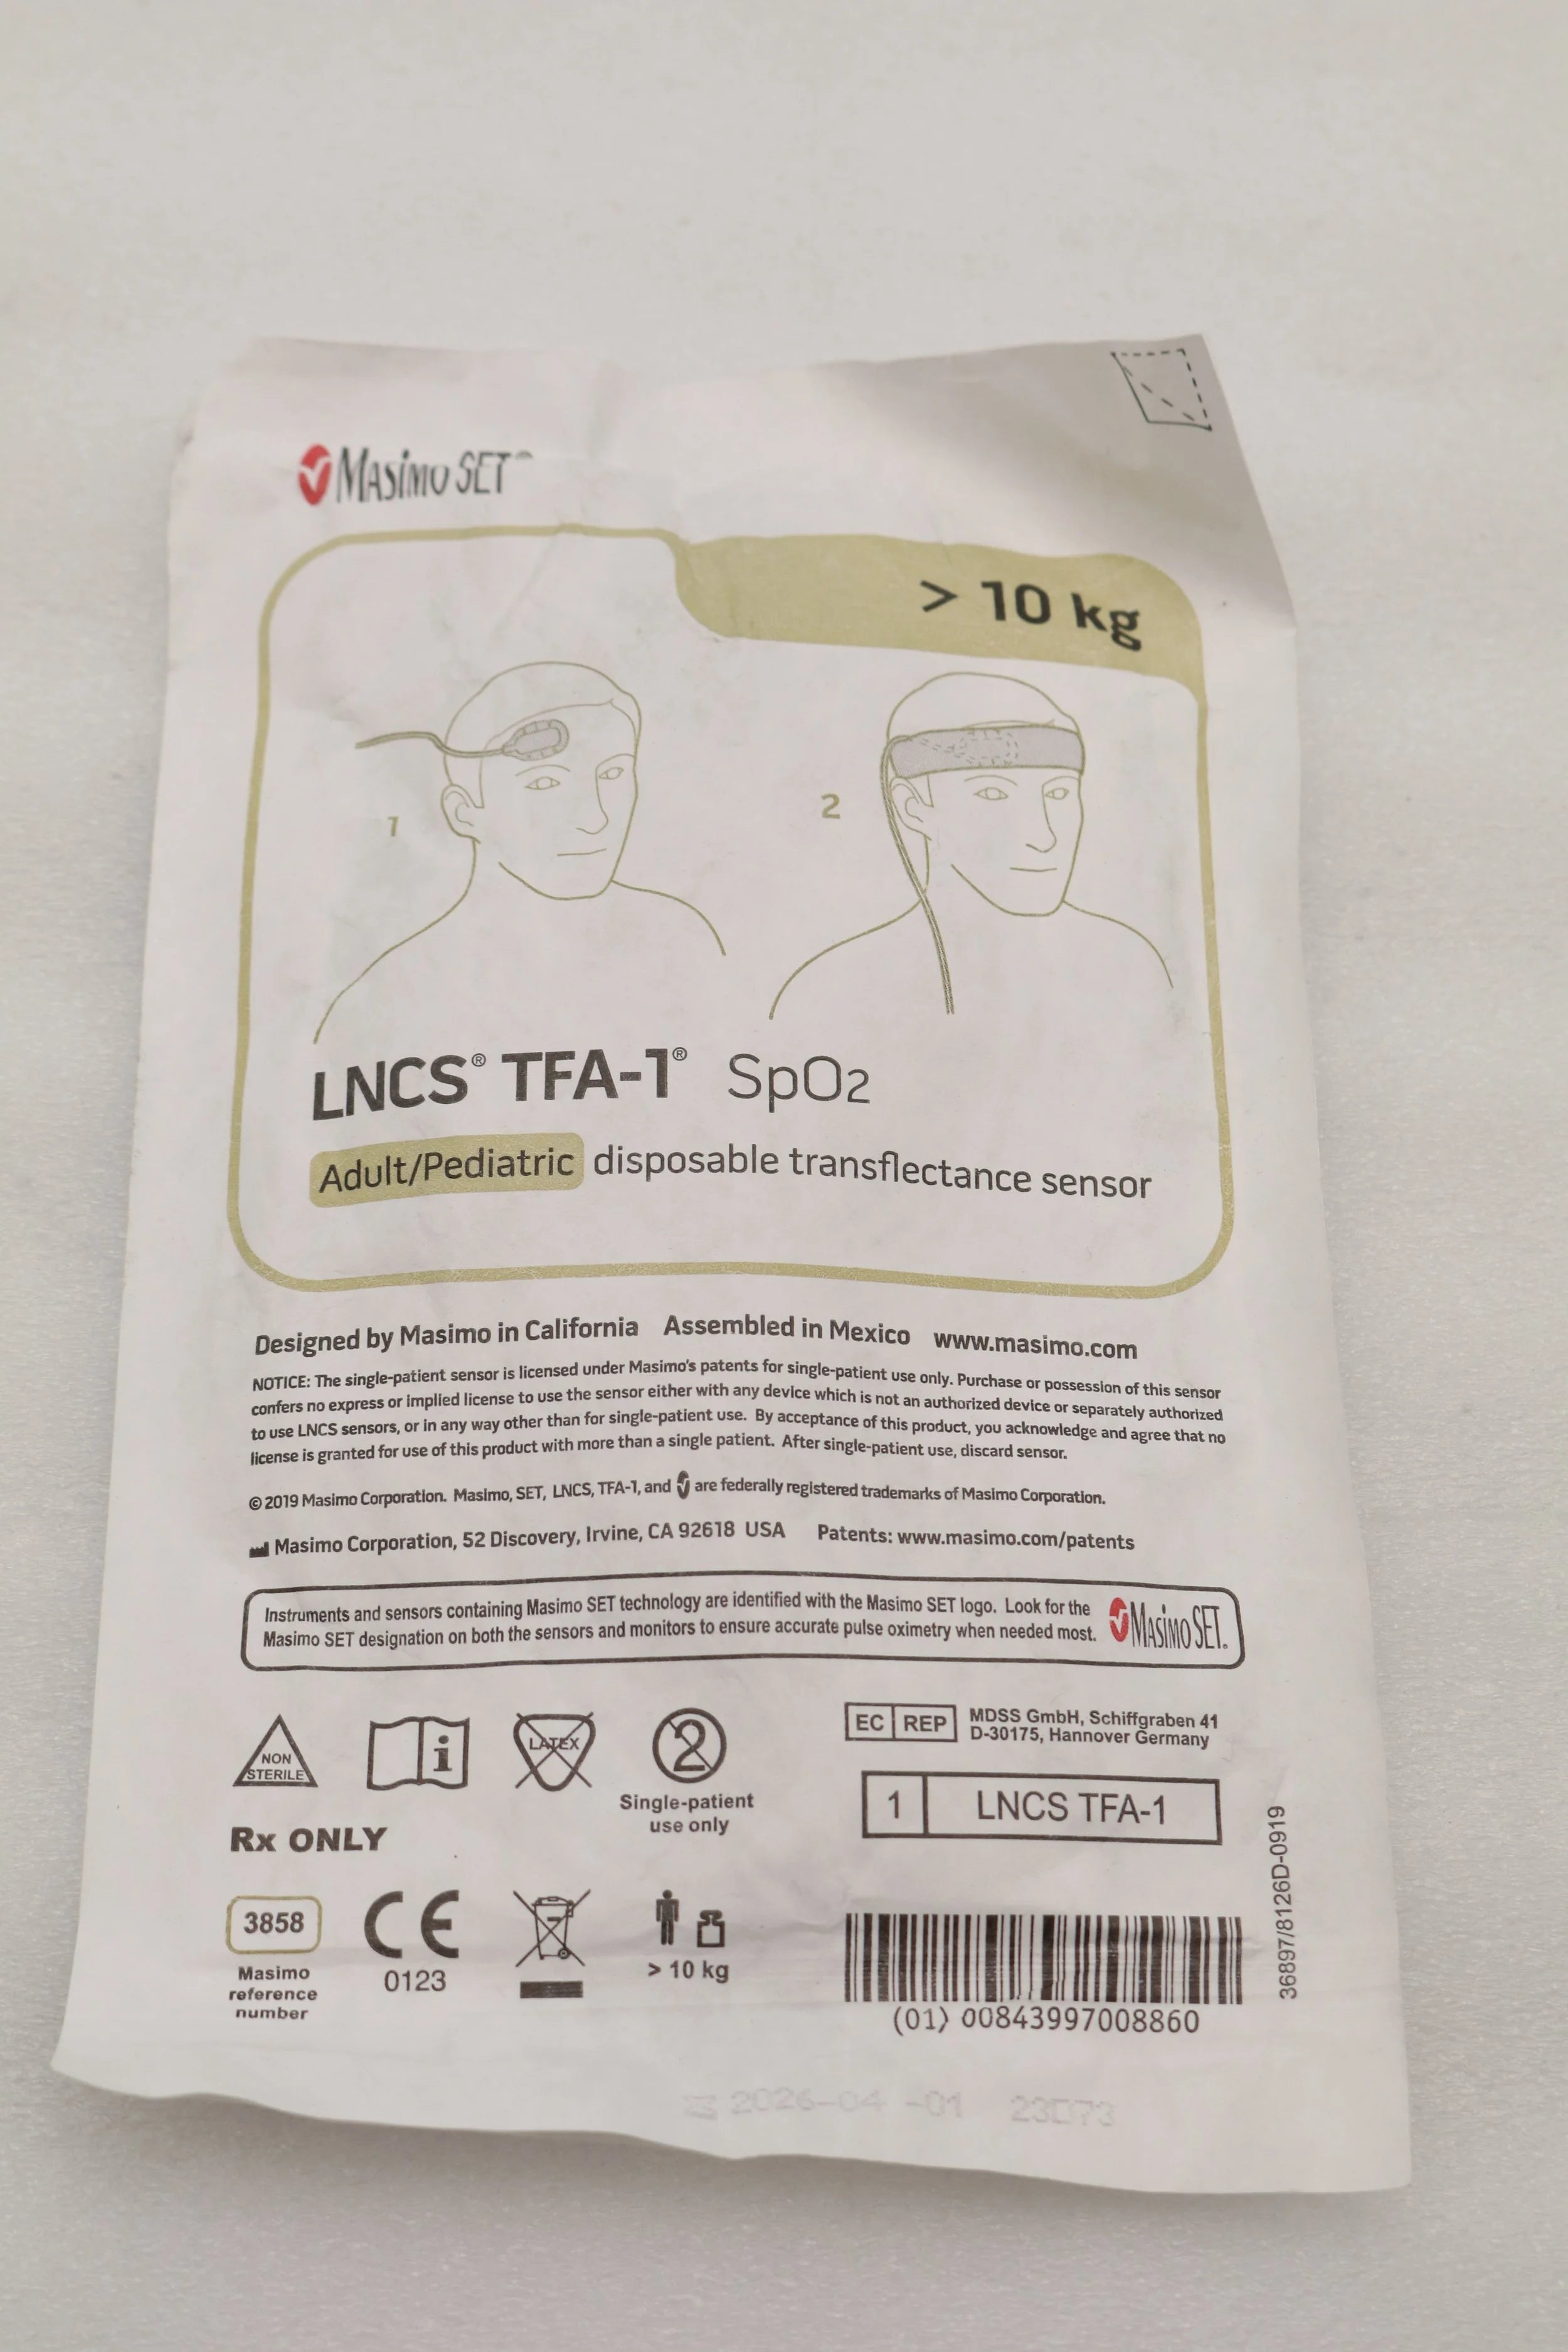 Masimo SET™
> 10 kg
1
2
LNCS® TFA-1® SpO2
Adult/Pediatric disposable transflectance sensor
Designed by Masimo in California Assembled in Mexico www.masimo.com
NOTICE: The single-patient sensor is licensed under Masimo's patents for single-patient use only. Purchase or possession of this sensor
confers no express or implied license to use the sensor either with any device which is not an authorized device or separately authorized
to use LNCS sensors, or in any way other than for single-patient use. By acceptance of this product, you acknowledge and agree that no
license is granted for use of this product with more than a single patient. After single-patient use, discard sensor.
©2019 Masimo Corporation. Masimo, SET, LNCS, TFA-1, and are federally registered trademarks of Masimo Corporation.
Masimo Corporation, 52 Discovery, Irvine, CA 92618 USA Patents: www.masimo.com/patents
Instruments and sensors containing Masimo SET technology are identified with the Masimo SET logo. Look for the
Masimo SET designation on both the sensors and monitors to ensure accurate pulse oximetry when needed most.
Masimo SET.
NON
STERILE
i
LATEX
2
Single-patient
use only
EC REP
MDSS GmbH, Schiffgraben 41
D-30175, Hannover Germany
1 LNCS TFA-1
Rx ONLY
3858
Masimo
reference
number
CE
0123
> 10 kg
(01) 00843997008860
36897/8126D-0919
2026-04 -01 23D73